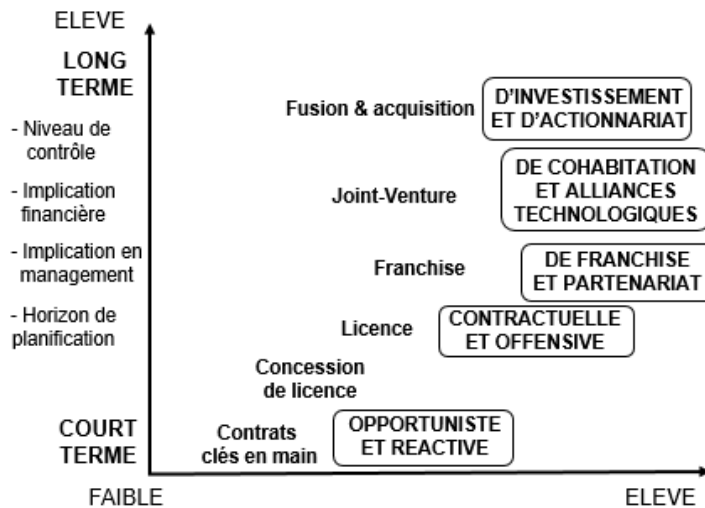 ELEVE
LONG
TERME
- Niveau de
contrôle
- Implication
financière
- Implication en
management
- Horizon de
planification
COURT
TERME
FAIBLE
Fusion & acquisition
D'INVESTISSEMENT
ET D'ACTIONNARIAT
Joint-Venture
DE COHABITATION
ET ALLIANCES
TECHNOLOGIQUES
Franchise
DE FRANCHISE
ET PARTENARIAT
Licence
CONTRACTUELLE
ET OFFENSIVE
Concession
de licence
Contrats
clés en main
OPPORTUNISTE
ET REACTIVE
ELEVE